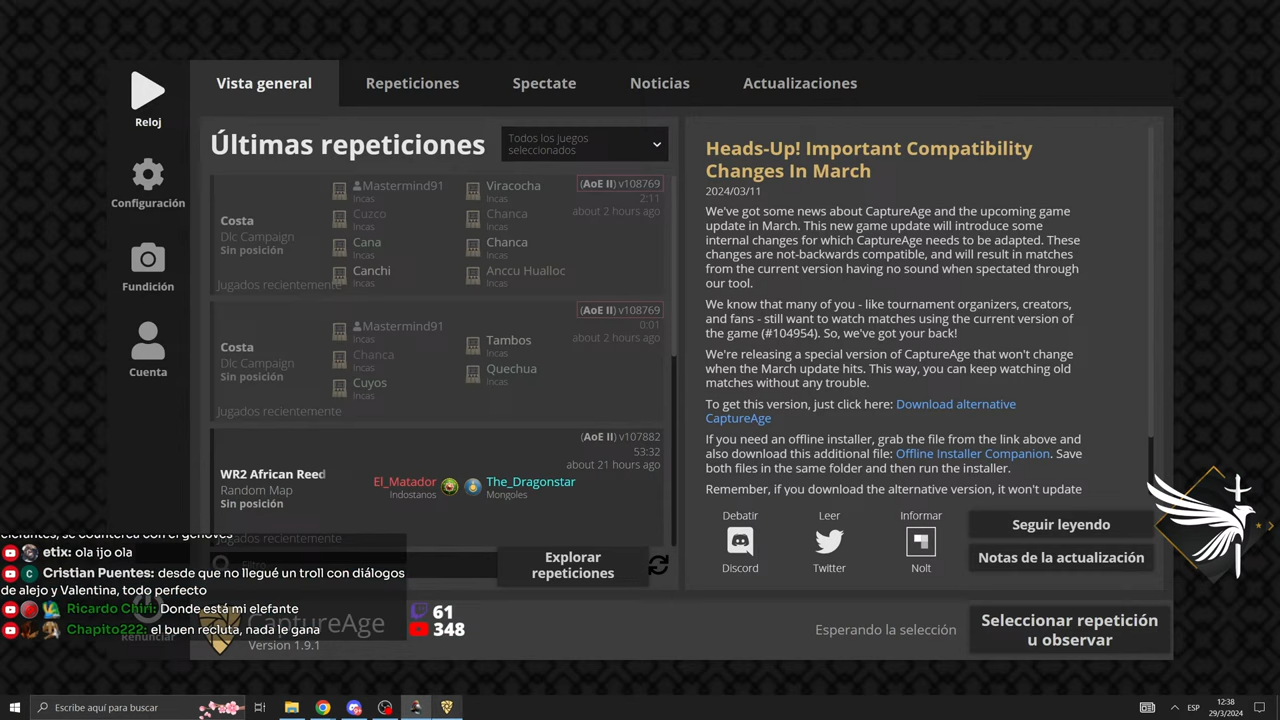 Reloj
Configuración
Fundición
Cuenta
Vista general
Repeticiones
Spectate
Noticias
Actualizaciones
Últimas repeticiones
Todos los juegos
seleccionados
Costa
Dlc Campaign
Sin posición
Jugados recientemente
Mastermind91
Incas
Cuzco
Incas
Cana
Incas
Canchi
Incas
Viracocha
Incas
Chanca
Incas
Chanca
Incas
Anccu Hualloc
Incas
(AoE II) v108769
2:11
about 2 hours ago
Costa
Dlc Campaign
Sin posición
Jugados recientemente
Mastermind91
Incas
Chanca
Incas
Cuyos
Incas
Tambos
Incas
Quechua
Incas
(AoE II) v108769
0:01
about 2 hours ago
WR2 African Reed
Random Map
Sin posición
Jugados recientemente
El_Matador
Indostanos
The_Dragonstar
Mongoles
(AoE II) v107882
53:32
about 21 hours ago
Explorar
repeticiones
Heads-Up! Important Compatibility
Changes In March
2024/03/11
We've got some news about CaptureAge and the upcoming game
update in March. This new game update will introduce some
internal changes for which CaptureAge needs to be adapted. These
changes are not-backwards compatible, and will result in matches
from the current version having no sound when spectated through
our tool.
We know that many of you - like tournament organizers, creators,
and fans - still want to watch matches using the current version of
the game (#104954). So, we've got your back!
We're releasing a special version of CaptureAge that won't change
when the March update hits. This way, you can keep watching old
matches without any trouble.
To get this version, just click here: Download alternative
CaptureAge
If you need an offline installer, grab the file from the link above and
also download this additional file: Offline Installer Companion. Save
both files in the same folder and then run the installer.
Remember, if you download the alternative version, it won't update
Debatir
Discord
Leer
Twitter
Informar
Nolt
Seguir leyendo
Notas de la actualización
elefantes, se countered con el genoves
etix: ola ijo ola
Cristian Puentes: desde que no llegué un troll con diálogos
de alejo y Valentina, todo perfecto
Ricardo Chiri: Donde está mi elefante
Chapito222: el buen recluta, nada le gana
Renunciar
CaptureAge
Version 1.9.1
61
348
Esperando la selección
Seleccionar repetición
u observar
Escribe aquí para buscar
ESP
12:38
29/3/2024